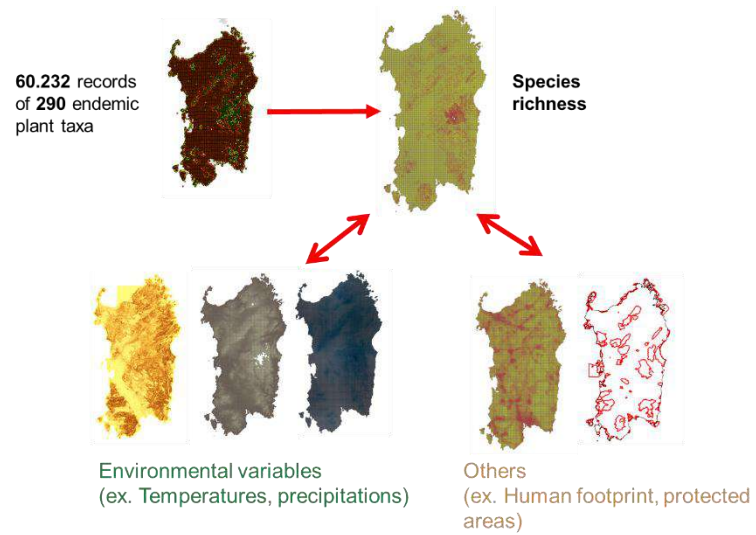 60.232 records
of 290 endemic
plant taxa
Species
richness
Environmental variables
(ex. Temperatures, precipitations)
Others
(ex. Human footprint, protected
areas)